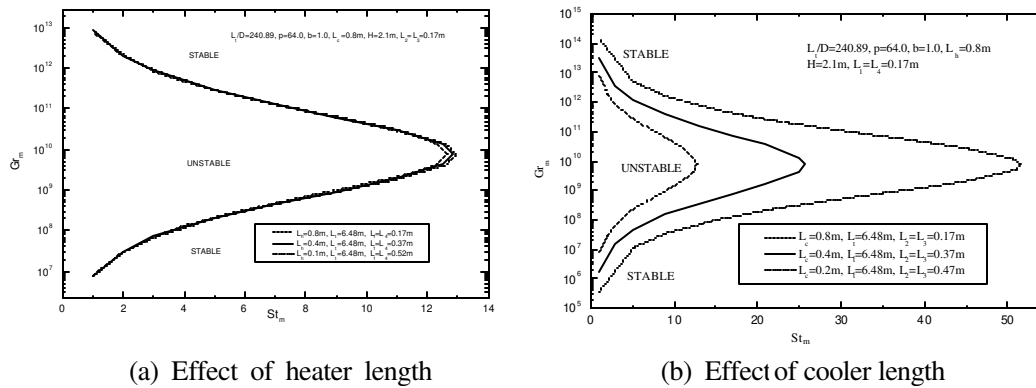 (a)
10^13
10^12
10^11
10^10
10^9
10^8
10^7
Gr_m
L_t/D=240.89, p=64.0, b=1.0, L_c=0.8m, H=2.1m, L_2=L_3=0.17m
STABLE
UNSTABLE
STABLE
L_h=0.8m, L_t=6.48m, L_1=L_4=0.17m
L_h=0.4m, L_t=6.48m, L_1=L_4=0.37m
L_h=0.1m, L_t=6.48m, L_1=L_4=0.52m
0 2 4 6 8 10 12 14
St_m
(a) Effect of heater length
(b)
10^15
10^14
10^13
10^12
10^11
10^10
10^9
10^8
10^7
10^6
10^5
Gr_m
STABLE
L_t/D=240.89, p=64.0, b=1.0, L_h=0.8m
H=2.1m, L_1=L_4=0.17m
UNSTABLE
STABLE
L_c=0.8m, L_t=6.48m, L_2=L_3=0.17m
L_c=0.4m, L_t=6.48m, L_2=L_3=0.37m
L_c=0.2m, L_t=6.48m, L_2=L_3=0.47m
0 10 20 30 40 50
St_m
(b) Effect of cooler length